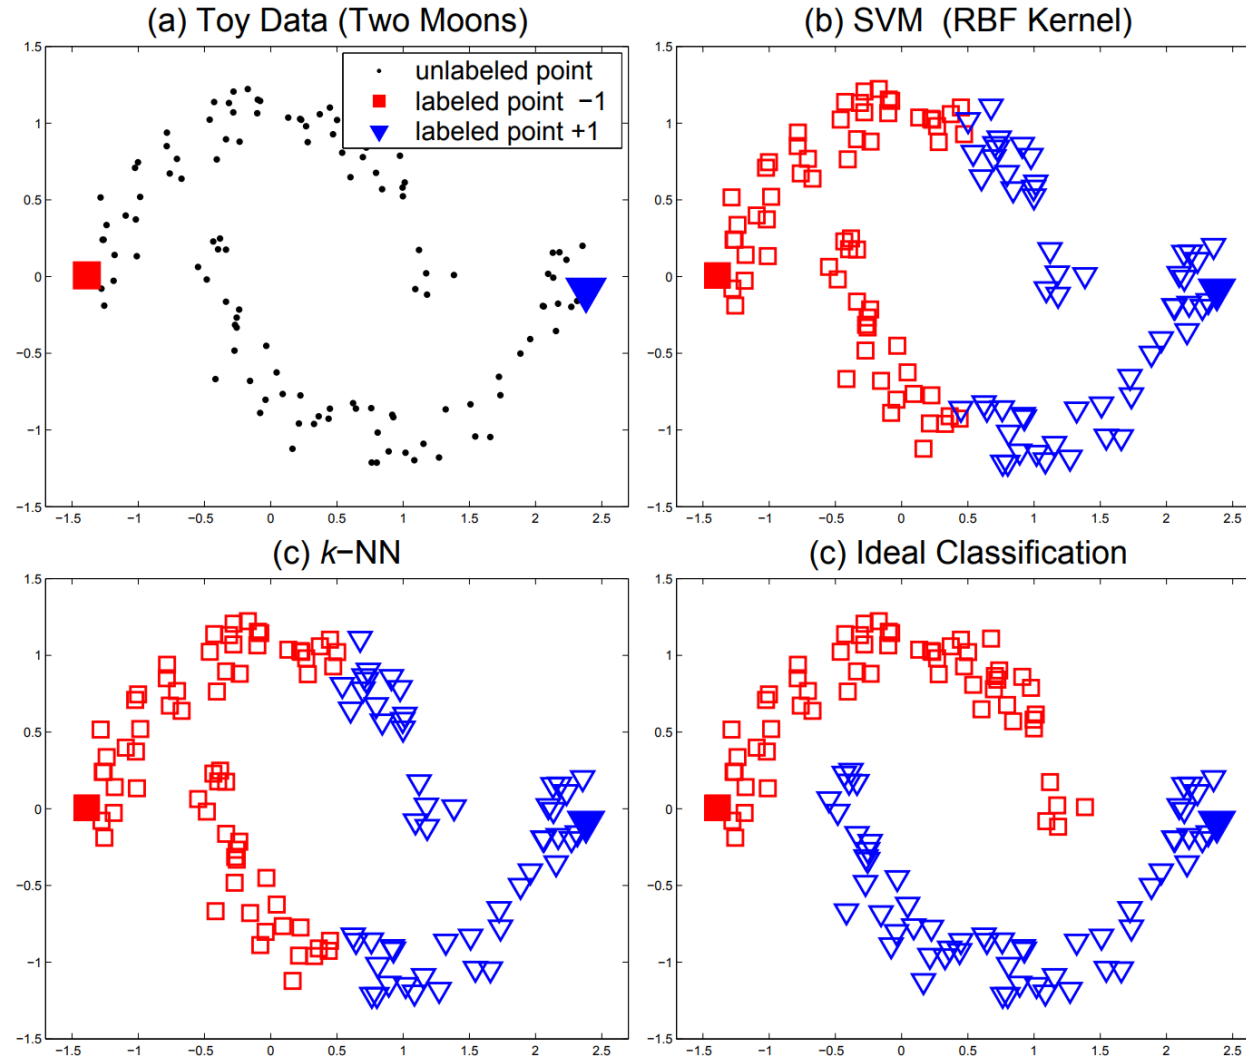 (a) Toy Data (Two Moons)
1.5
1
0.5
0
−0.5
−1
−1.5
−1.5 −1 −0.5 0 0.5 1 1.5 2 2.5
unlabeled point
labeled point −1
labeled point +1
(b) SVM (RBF Kernel)
1.5
1
0.5
0
−0.5
−1
−1.5
−1.5 −1 −0.5 0 0.5 1 1.5 2 2.5
(c) k−NN
1.5
1
0.5
0
−0.5
−1
−1.5
−1.5 −1 −0.5 0 0.5 1 1.5 2 2.5
(c) Ideal Classification
1.5
1
0.5
0
−0.5
−1
−1.5
−1.5 −1 −0.5 0 0.5 1 1.5 2 2.5